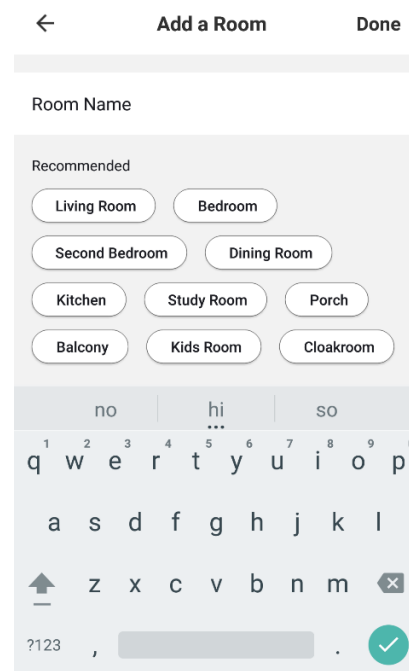 Add a Room Done
Room Name
Recommended
Living Room Bedroom
Second Bedroom Dining Room
Kitchen Study Room Porch
Balcony Kids Room Cloakroom
no hi so
1 2 3 4 5 6 7 8 9
q w e r t y u i o p
a s d f g h j k l
z x c v b n m
?123 , .